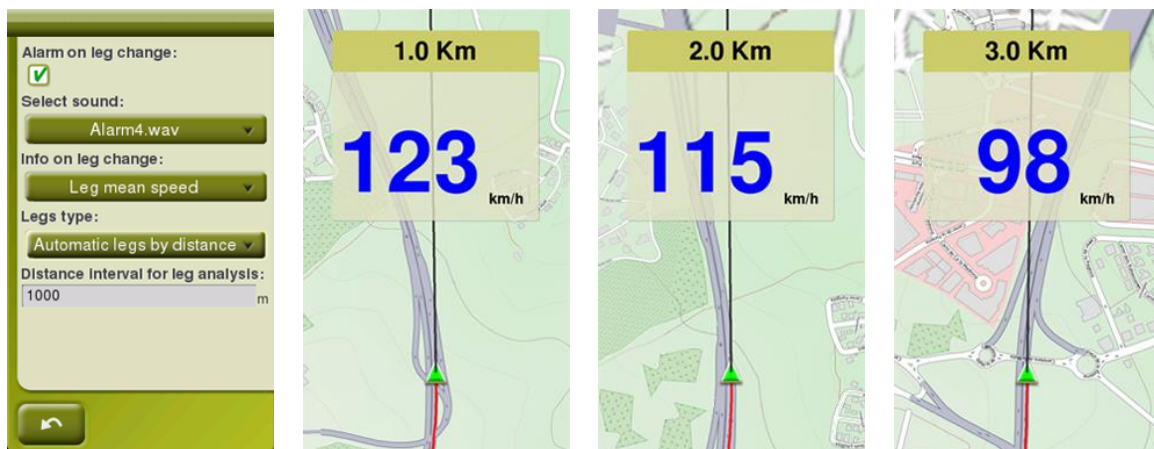 Alarm on leg change:
Select sound:
Alarm4.wav
Info on leg change:
Leg mean speed
Legs type:
Automatic legs by distance
Distance interval for leg analysis:
1000
m
1.0 Km
123
km/h
2.0 Km
115
km/h
3.0 Km
98
km/h